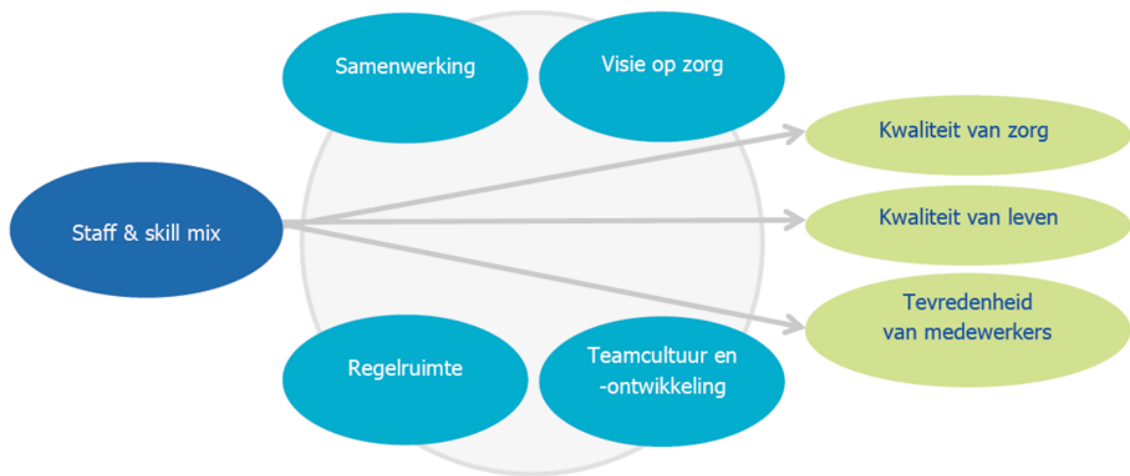 Samenwerking
Visie op zorg
Kwaliteit van zorg
Staff & skill mix
Kwaliteit van leven
Tevredenheid
van medewerkers
Regelruimte
Teamcultuur en
-ontwikkeling